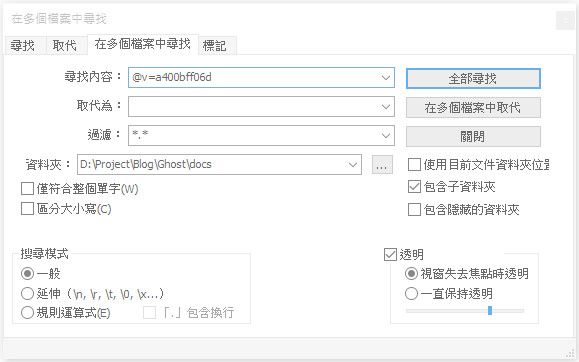 在多個檔案中尋找
尋找 取代 在多個檔案中尋找 標記
尋找內容： @v=a400bff06d 全部尋找
取代為： 在多個檔案中取代
過濾： *.* 關閉
資料夾： D:\Project\Blog\Ghost\docs ... 使用目前文件資料夾位置
僅符合整個單字(W) 包含子資料夾
區分大小寫(C) 包含隱藏的資料夾
搜尋模式 透明
一般 視窗失去焦點時透明
延伸（\n, \r, \t, \0, \x...） 一直保持透明
規則運算式(E) 「.」包含換行